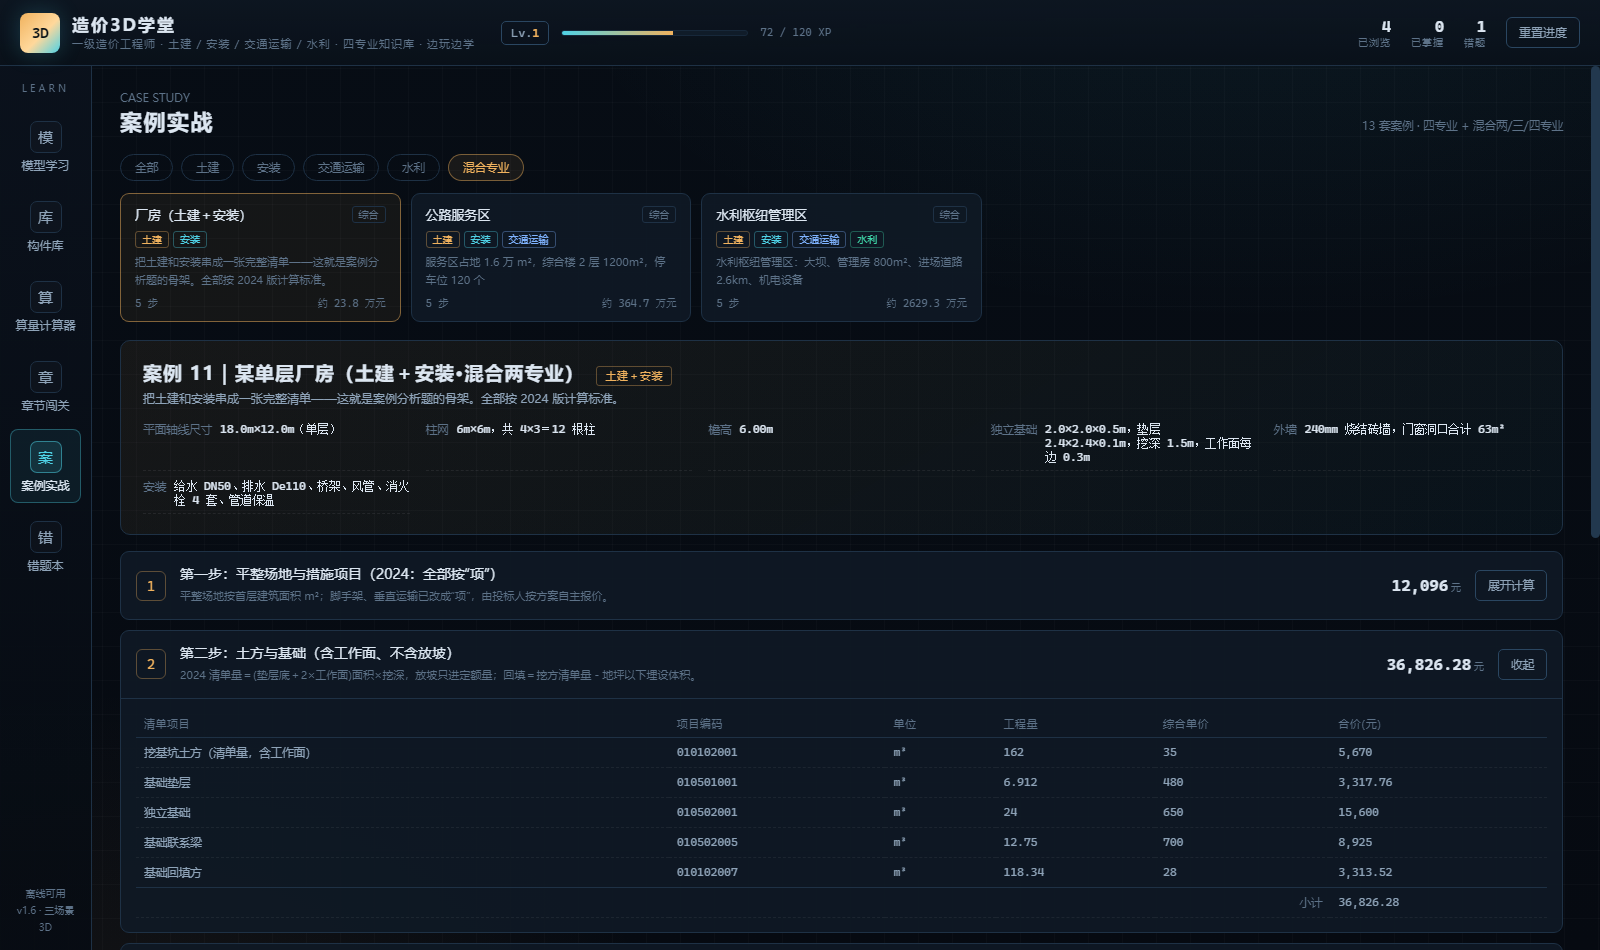 3D
造价3D学堂
一级造价工程师 · 土建 / 安装 / 交通运输 / 水利 · 四专业知识库 · 边玩边学
Lv.1
72 / 120 XP
4
已浏览
0
已掌握
1
错题
重置进度
LEARN
模
模型学习
库
构件库
算
算量计算器
章
章节闯关
案
案例实战
错
错题本
离线可用
v1.6 · 三场景
3D
CASE STUDY
案例实战
13 套案例 · 四专业 + 混合两/三/四专业
全部
土建
安装
交通运输
水利
混合专业
厂房（土建＋安装）
综合
土建
安装
把土建和安装串成一张完整清单——这就是案例分
析题的骨架。全部按 2024 版计算标准。
5 步
约 23.8 万元
公路服务区
综合
土建
安装
交通运输
服务区占地 1.6 万 m²，综合楼 2 层 1200m²，停
车位 120 个
5 步
约 364.7 万元
水利枢纽管理区
综合
土建
安装
交通运输
水利
水利枢纽管理区：大坝、管理房 800m²、进场道路
2.6km、机电设备
5 步
约 2629.3 万元
案例 11｜某单层厂房（土建＋安装·混合两专业）
土建＋安装
把土建和安装串成一张完整清单——这就是案例分析题的骨架。全部按 2024 版计算标准。
平面轴线尺寸
18.0m×12.0m（单层）
柱网
6m×6m，共 4×3＝12 根柱
檐高
6.00m
独立基础
2.0×2.0×0.5m，垫层
2.4×2.4×0.1m，挖深 1.5m，工作面每
边 0.3m
外墙
240mm 烧结砖墙，门窗洞口合计 63m²
安装
给水 DN50、排水 De110、桥架、风管、消火
栓 4 套、管道保温
1
第一步：平整场地与措施项目（2024：全部按“项”）
平整场地按首层建筑面积 m²；脚手架、垂直运输已改成“项”，由投标人按方案自主报价。
12,096 元
展开计算
2
第二步：土方与基础（含工作面、不含放坡）
2024 清单量＝(垫层底＋2×工作面)面积×挖深，放坡只进定额量；回填＝挖方清单量－地坪以下埋设体积。
36,826.28 元
收起
清单项目
项目编码
单位
工程量
综合单价
合价(元)
挖基坑土方（清单量，含工作面）
010102001
m³
162
35
5,670
基础垫层
010501001
m³
6.912
480
3,317.76
独立基础
010502001
m³
24
650
15,600
基础联系梁
010502005
m³
12.75
700
8,925
基础回填方
010102007
m³
118.34
28
3,313.52
小计
36,826.28